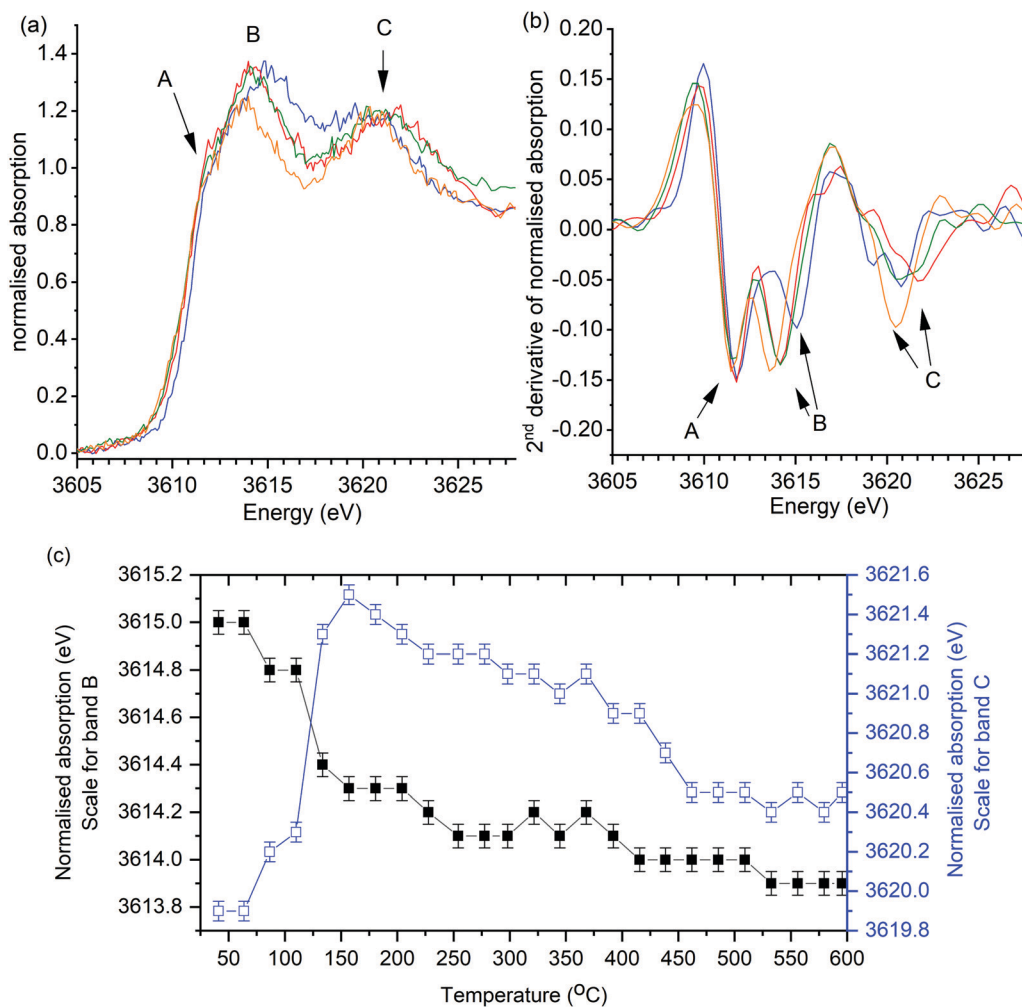 (a)
B
C
A
1.4
1.2
1.0
0.8
0.6
0.4
0.2
0.0
normalised absorption
3605 3610 3615 3620 3625
Energy (eV)
(b)
0.20
0.15
0.10
0.05
0.00
-0.05
-0.10
-0.15
-0.20
2nd derivative of normalised absorption
A
B
C
3605 3610 3615 3620 3625
Energy (eV)
(c)
Normalised absorption (eV)
Scale for band B
3615.2
3615.0
3614.8
3614.6
3614.4
3614.2
3614.0
3613.8
3621.6
3621.4
3621.2
3621.0
3620.8
3620.6
3620.4
3620.2
3620.0
3619.8
Normalised absorption (eV)
Scale for band C
50 100 150 200 250 300 350 400 450 500 550 600
Temperature (ºC)